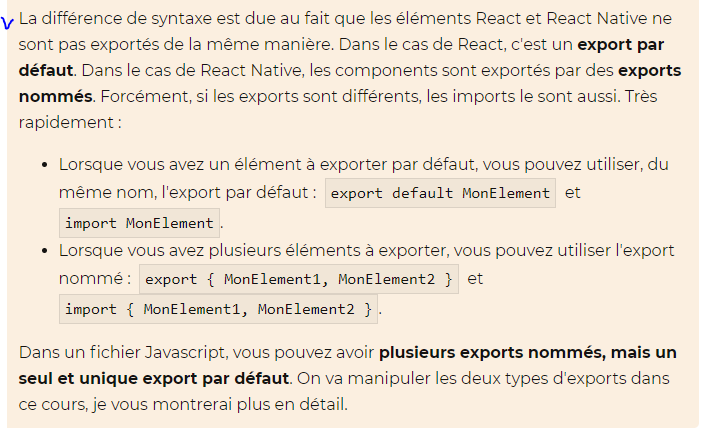 La différence de syntaxe est due au fait que les éléments React et React Native ne
sont pas exportés de la même manière. Dans le cas de React, c'est un export par
défaut. Dans le cas de React Native, les components sont exportés par des exports
nommés. Forcément, si les exports sont différents, les imports le sont aussi. Très
rapidement :
• Lorsque vous avez un élément à exporter par défaut, vous pouvez utiliser, du
même nom, l'export par défaut : export default MonElement et
import MonElement.
• Lorsque vous avez plusieurs éléments à exporter, vous pouvez utiliser l'export
nommé : export { MonElement1, MonElement2 } et
import { MonElement1, MonElement2 }.
Dans un fichier Javascript, vous pouvez avoir plusieurs exports nommés, mais un
seul et unique export par défaut. On va manipuler les deux types d'exports dans
ce cours, je vous montrerai plus en détail.